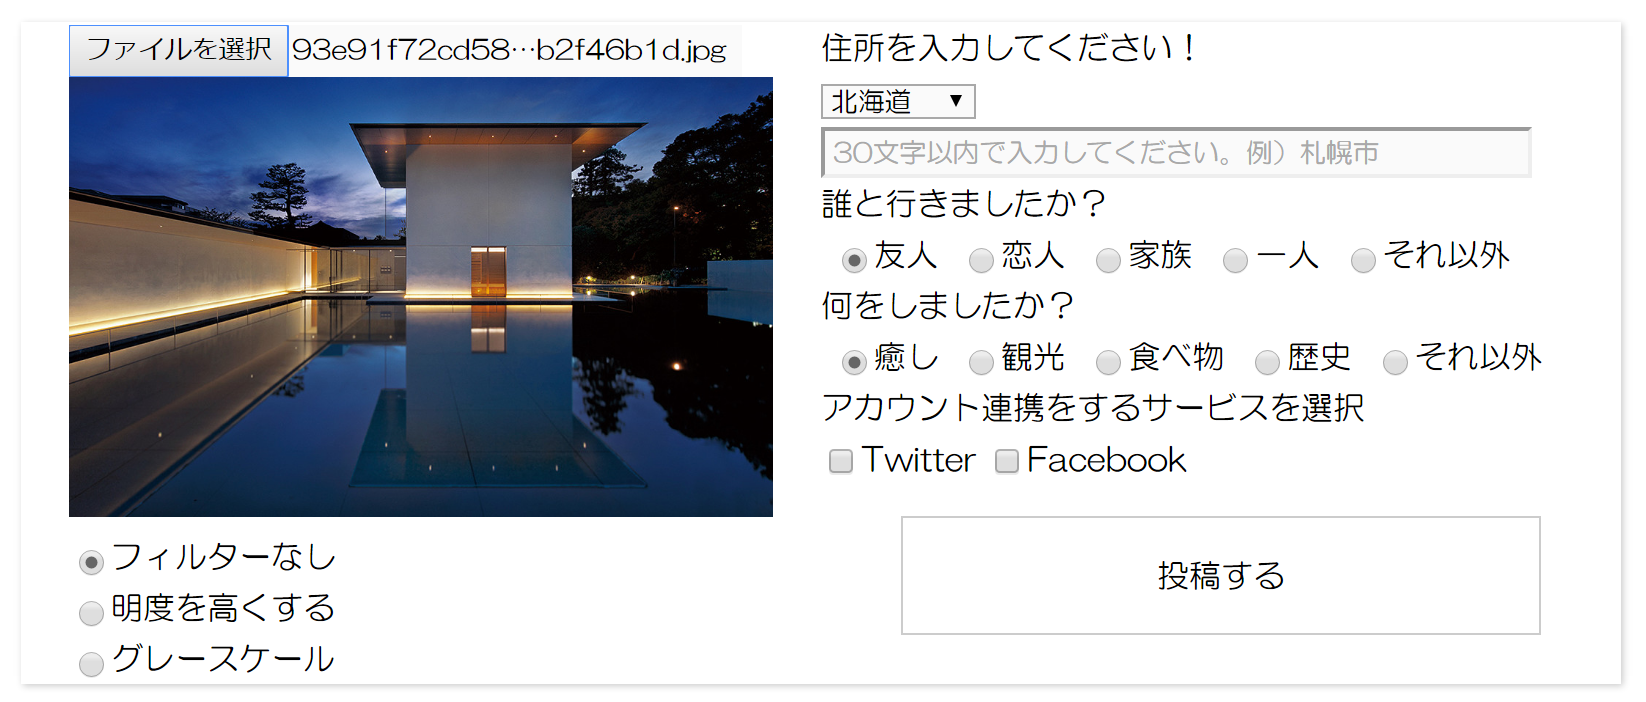 ファイルを選択 93e91f72cd58…b2f46b1d.jpg
フィルターなし
明度を高くする
グレースケール
住所を入力してください！
北海道 ▼
30文字以内で入力してください。例）札幌市
誰と行きましたか？
友人 恋人 家族 一人 それ以外
何をしましたか？
癒し 観光 食べ物 歴史 それ以外
アカウント連携をするサービスを選択
Twitter Facebook
投稿する